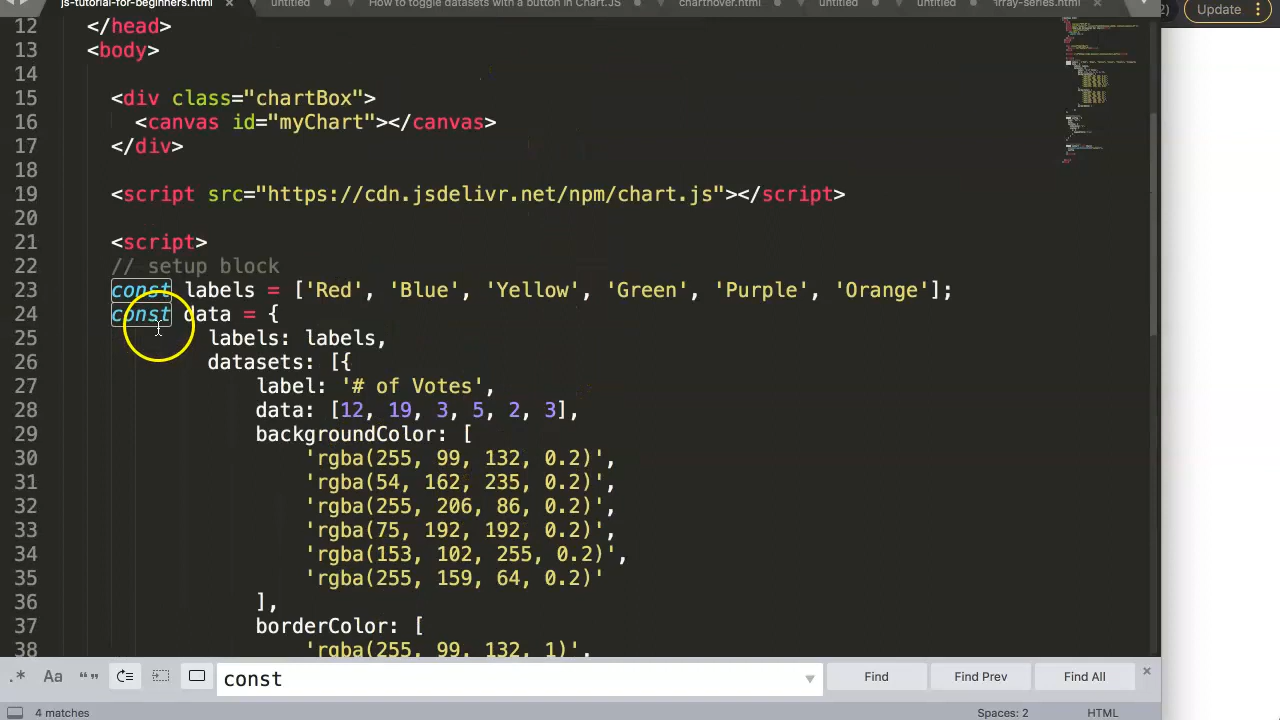 js-tutorial-for-beginners.html untitled How to toggle datasets with a button in Chart.JS charthover.html untitled untitled array-series.html Update
12 </head>
13 <body>
14
15 <div class="chartBox">
16 <canvas id="myChart"></canvas>
17 </div>
18
19 <script src="https://cdn.jsdelivr.net/npm/chart.js"></script>
20
21 <script>
22 // setup block
23 const labels = ['Red', 'Blue', 'Yellow', 'Green', 'Purple', 'Orange'];
24 const data = {
25 labels: labels,
26 datasets: [{
27 label: '# of Votes',
28 data: [12, 19, 3, 5, 2, 3],
29 backgroundColor: [
30 'rgba(255, 99, 132, 0.2)',
31 'rgba(54, 162, 235, 0.2)',
32 'rgba(255, 206, 86, 0.2)',
33 'rgba(75, 192, 192, 0.2)',
34 'rgba(153, 102, 255, 0.2)',
35 'rgba(255, 159, 64, 0.2)'
36 ],
37 borderColor: [
38 'rgba(255, 99, 132, 1)',
.* Aa “” const Find Find Prev Find All
4 matches Spaces: 2 HTML